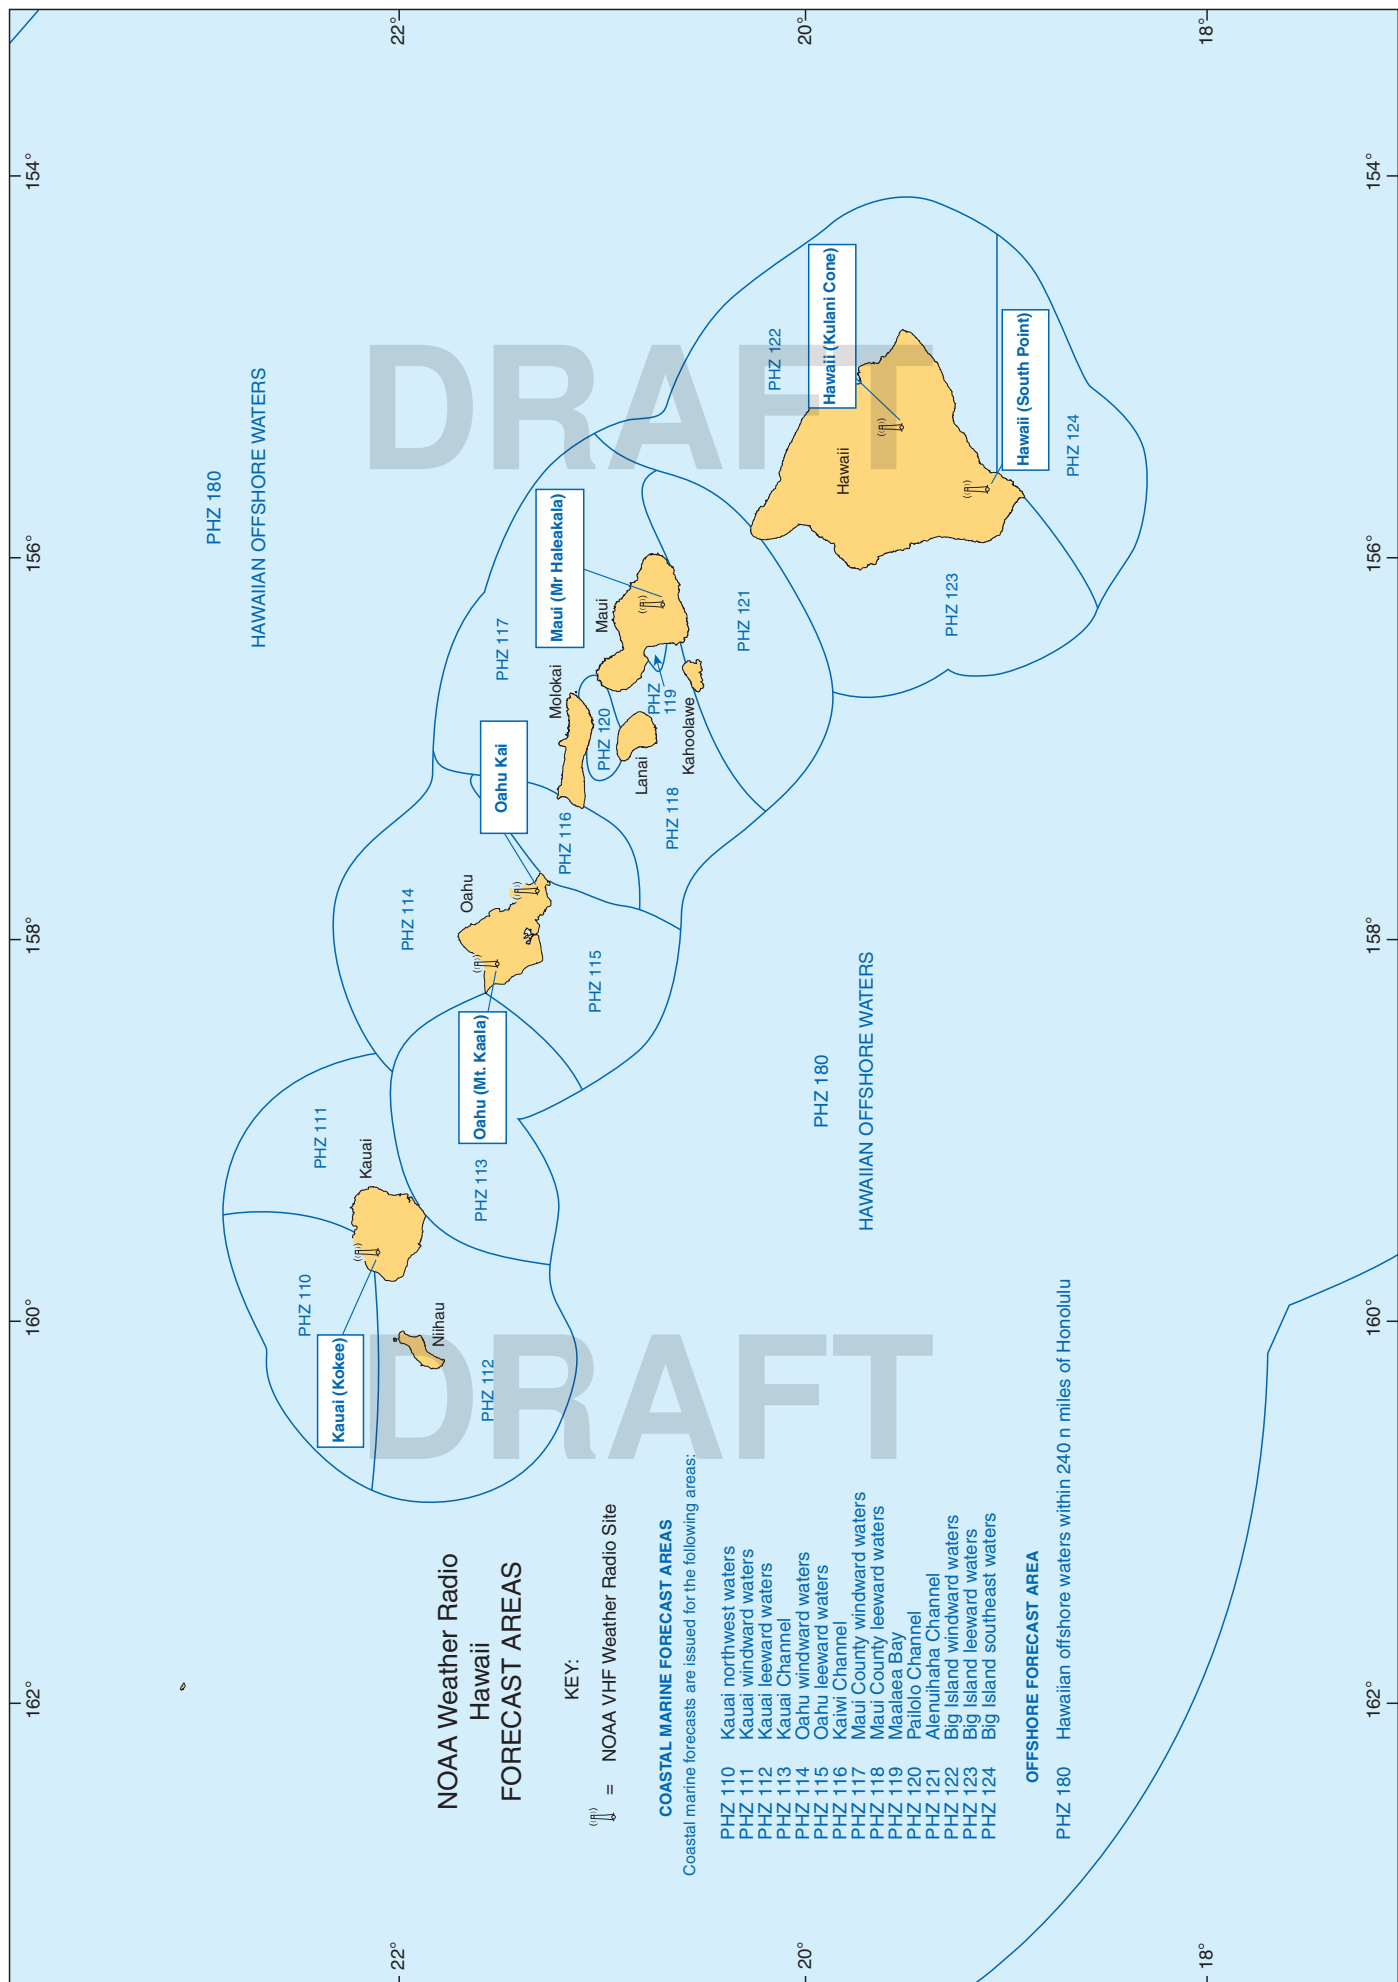 NOAA Weather Radio
Hawaii
FORECAST AREAS
KEY:
= NOAA VHF Weather Radio Site
COASTAL MARINE FORECAST AREAS
Coastal marine forecasts are issued for the following areas:
PHZ 110 Kauai northwest waters
PHZ 111 Kauai windward waters
PHZ 112 Kauai leeward waters
PHZ 113 Kauai Channel
PHZ 114 Oahu windward waters
PHZ 115 Oahu leeward waters
PHZ 116 Kaiwi Channel
PHZ 117 Maui County windward waters
PHZ 118 Maui County leeward waters
PHZ 119 Maalaea Bay
PHZ 120 Pailolo Channel
PHZ 121 Alenuihaha Channel
PHZ 122 Big Island windward waters
PHZ 123 Big Island leeward waters
PHZ 124 Big Island southeast waters
OFFSHORE FORECAST AREA
PHZ 180 Hawaiian offshore waters within 240 n miles of Honolulu
162°
160°
158°
156°
154°
22°
22°
20°
20°
18°
18°
162°
160°
158°
156°
154°
PHZ 180
HAWAIIAN OFFSHORE WATERS
PHZ 180
HAWAIIAN OFFSHORE WATERS
DRAFT
DRAFT
PHZ 110
PHZ 111
Kauai (Kokee)
Kauai
Niihau
PHZ 112
PHZ 113
PHZ 114
Oahu
Oahu (Mt. Kaala)
Oahu Kai
PHZ 115
PHZ 116
PHZ 117
Maui (Mr Haleakala)
Molokai
Maui
PHZ 120
PHZ
119
Lanai
Kahoolawe
PHZ 118
PHZ 121
PHZ 122
Hawaii (Kulani Cone)
Hawaii
Hawaii (South Point)
PHZ 123
PHZ 124